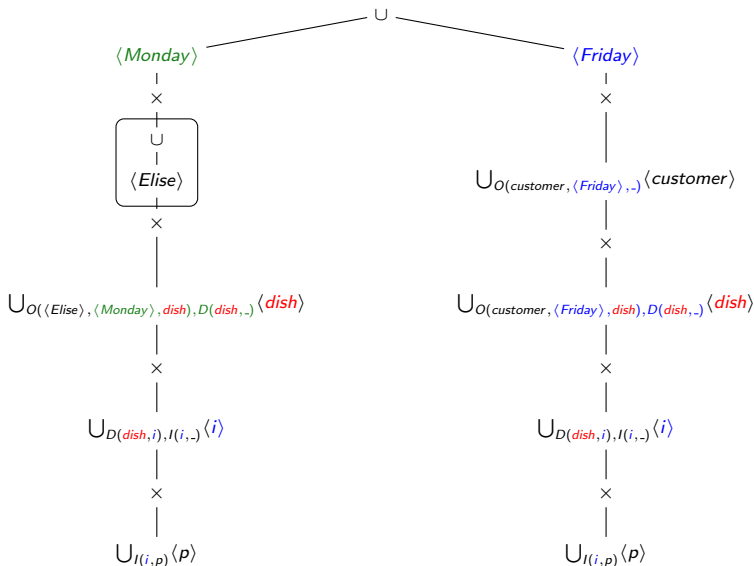 ∪
⟨Monday⟩ ⟨Friday⟩
× ×
∪
⟨Elise⟩ ⋃O(customer,⟨Friday⟩,_)⟨customer⟩
×
×
⋃O(⟨Elise⟩,⟨Monday⟩,dish),D(dish,_)⟨dish⟩ ⋃O(customer,⟨Friday⟩,dish),D(dish,_)⟨dish⟩
× ×
⋃D(dish,i),I(i,_)⟨i⟩ ⋃D(dish,i),I(i,_)⟨i⟩
× ×
⋃I(i,p)⟨p⟩ ⋃I(i,p)⟨p⟩